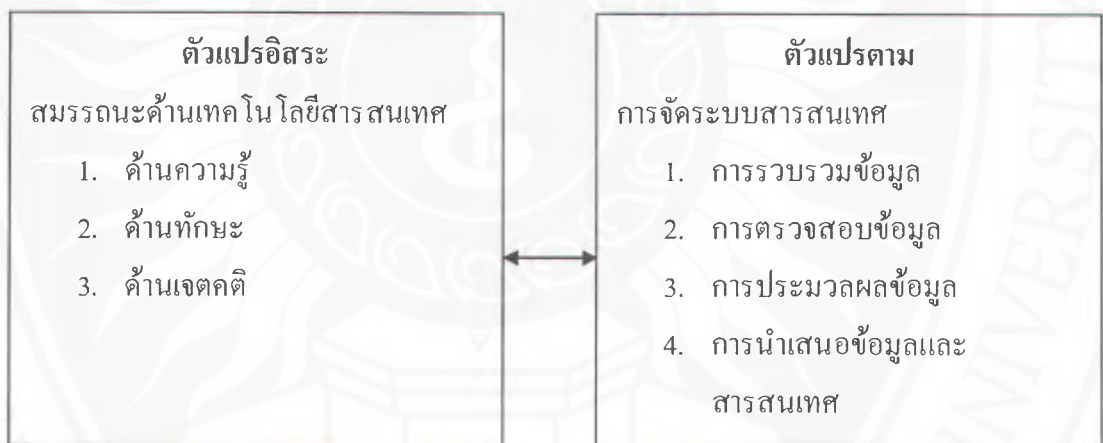 ตัวแปรอิสระ
สมรรถนะด้านเทคโนโลยีสารสนเทศ
1. ด้านความรู้
2. ด้านทักษะ
3. ด้านเจตคติ
ตัวแปรตาม
การจัดระบบสารสนเทศ
1. การรวบรวมข้อมูล
2. การตรวจสอบข้อมูล
3. การประมวลผลข้อมูล
4. การนำเสนอข้อมูลและ
สารสนเทศ